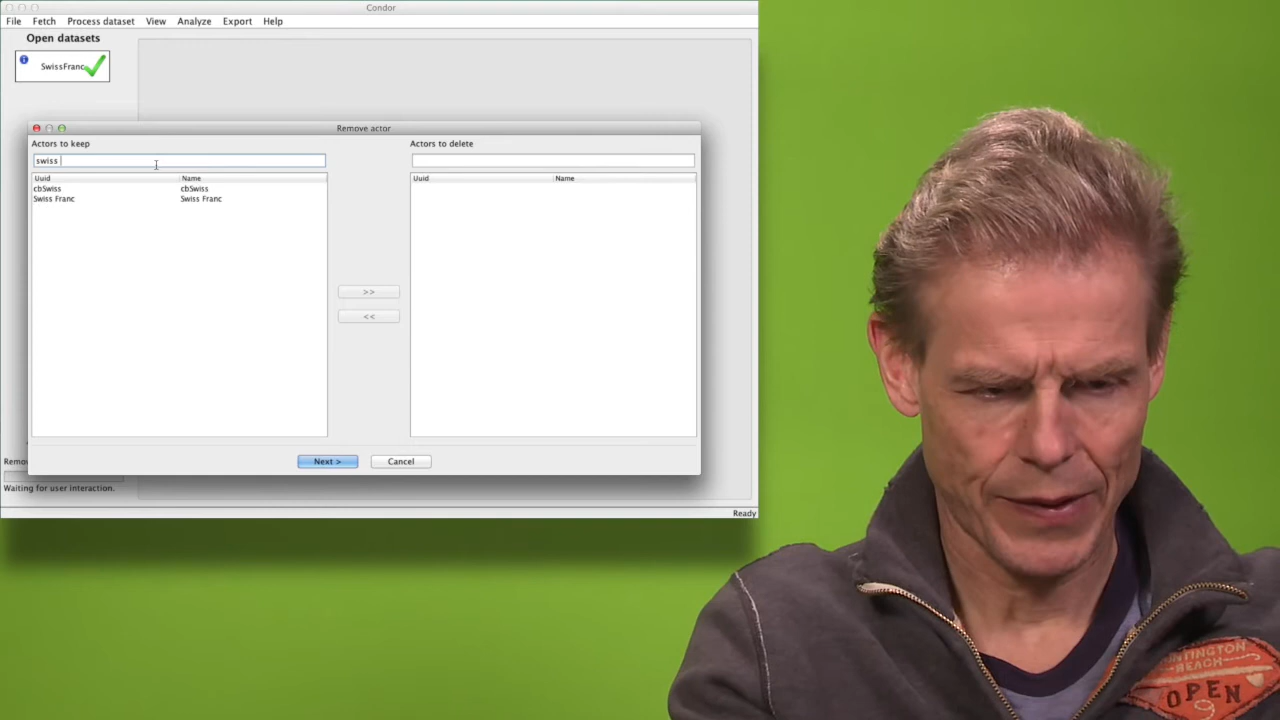 Condor
File Fetch Process dataset View Analyze Export Help
Open datasets
SwissFranc
Remove actor
Actors to keep
Actors to delete
swiss
Uuid Name
Uuid Name
cbSwiss cbSwiss
Swiss Franc Swiss Franc
>>
<<
Next >
Cancel
Waiting for user interaction.
Ready
HUNTINGTON
BEACH
OPEN